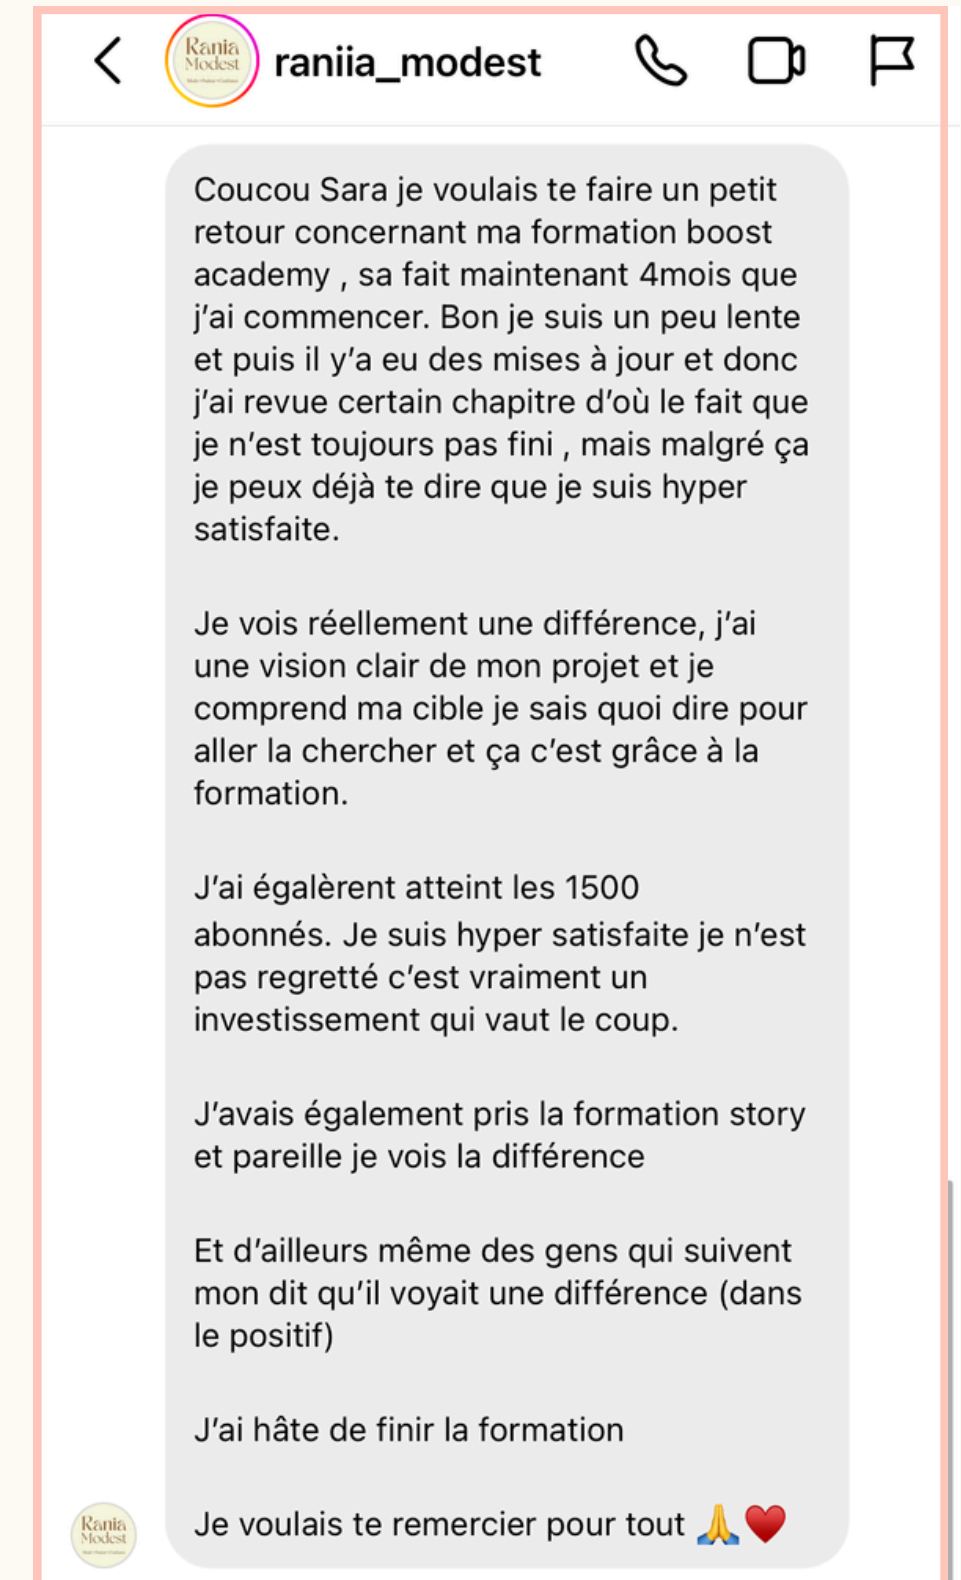 Rania
Modest
raniia_modest
Coucou Sara je voulais te faire un petit
retour concernant ma formation boost
academy , sa fait maintenant 4mois que
j'ai commencer. Bon je suis un peu lente
et puis il y'a eu des mises à jour et donc
j'ai revue certain chapitre d'où le fait que
je n'est toujours pas fini , mais malgré ça
je peux déjà te dire que je suis hyper
satisfaite.
Je vois réellement une différence, j'ai
une vision clair de mon projet et je
comprend ma cible je sais quoi dire pour
aller la chercher et ça c'est grâce à la
formation.
J'ai égalèrent atteint les 1500
abonnés. Je suis hyper satisfaite je n'est
pas regretté c'est vraiment un
investissement qui vaut le coup.
J'avais également pris la formation story
et pareille je vois la différence
Et d'ailleurs même des gens qui suivent
mon dit qu'il voyait une différence (dans
le positif)
J'ai hâte de finir la formation
Je voulais te remercier pour tout 🙏♥️
Rania
Modest